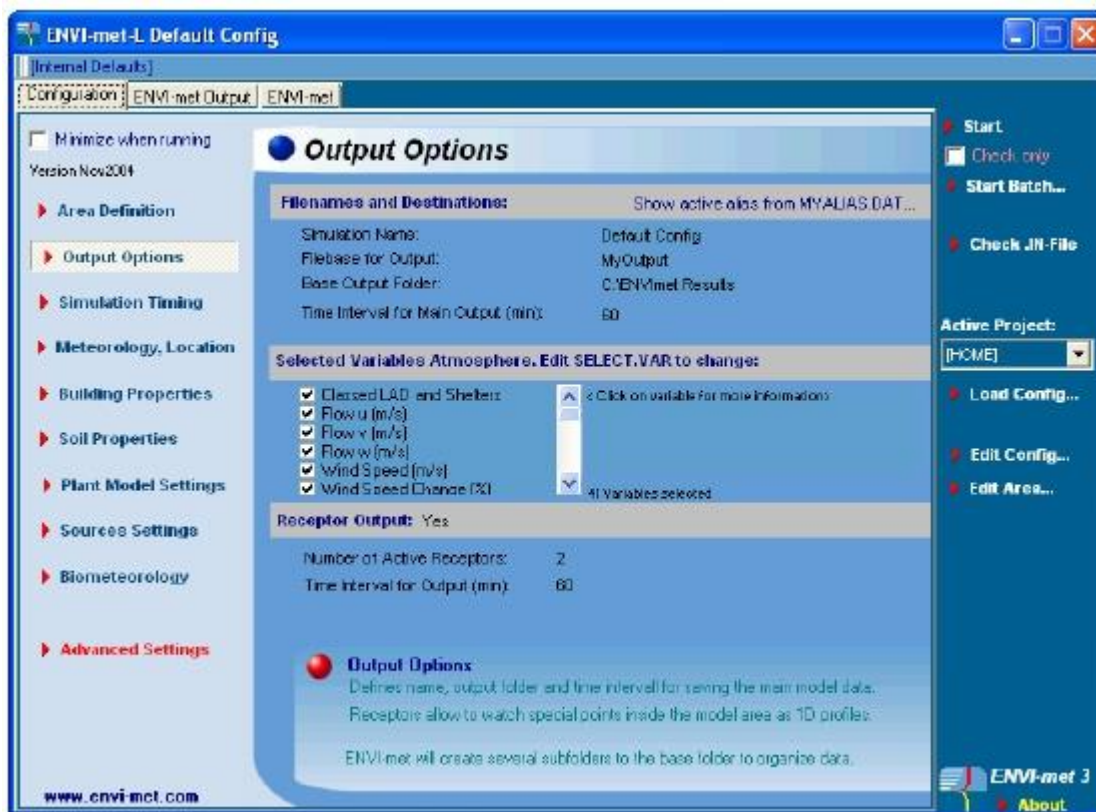 ENVI-met-L Default Config
[Internal Defaults]
Configuration
ENVI-met Output
ENVI-met
Minimize when running
Version Nov2004
Area Definition
Output Options
Simulation Timing
Meteorology, Location
Building Properties
Soil Properties
Plant Model Settings
Sources Settings
Biometeorology
Advanced Settings
www.envi-met.com
Output Options
Filenames and Destinations: Show active alias from MYALIAS.DAT...
Simulation Name: Default Config
Filebase for Output: MyOutput
Base Output Folder: C:\ENVImet Results
Time Interval for Main Output (min): 60
Selected Variables Atmosphere. Edit SELECT.VAR to change:
Classed LAD and Shelters
Flow u (m/s)
Flow v (m/s)
Flow w (m/s)
Wind Speed (m/s)
Wind Speed Change (%)
< Click on variable for more informations
41 Variables selected
Receptor Output: Yes
Number of Active Receptors: 2
Time Interval for Output (min): 60
Output Options
Defines name, output folder and time intervall for saving the main model data.
Receptors allow to watch special points inside the model area as 1D profiles.
ENVI-met will create several subfolders to the base folder to organize data.
Start
Check only
Start Batch...
Check .IN-File
Active Project:
[HOME]
Load Config...
Edit Config...
Edit Area...
ENVI-met 3
About